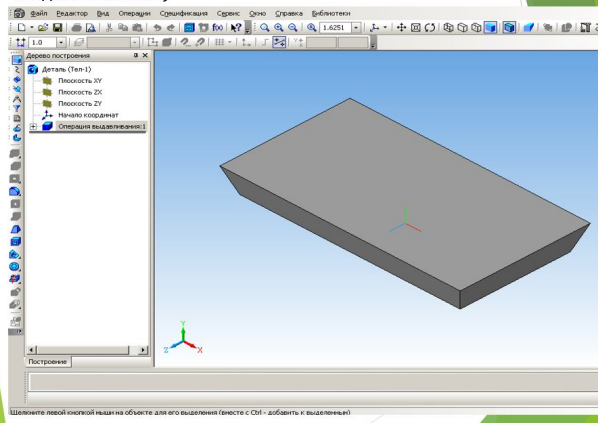 Файл Редактор Вид Операции Спецификация Сервис Окно Справка Библиотеки
1.6251
1.0
Дерево построения
Деталь (Тел-1)
Плоскость XY
Плоскость ZX
Плоскость ZY
Начало координат
Операция выдавливания:1
Y
Z X
Построение
Щелкните левой кнопкой мыши на объекте для его выделения (вместе с Ctrl - добавить к выделенным)